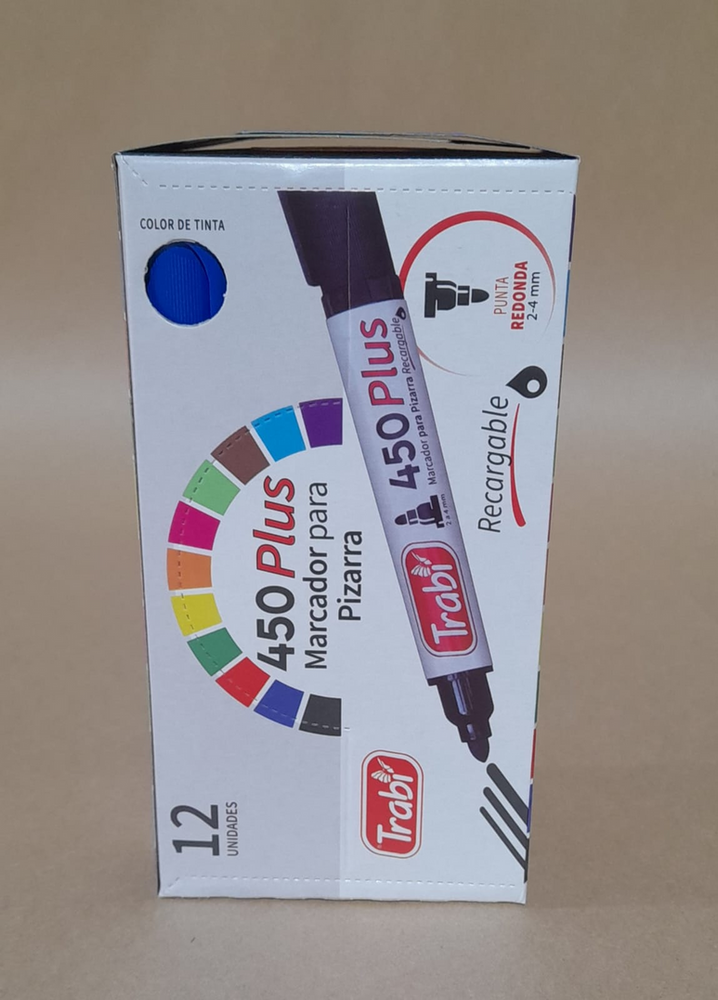 COLOR DE TINTA
12
UNIDADES
450 Plus
Marcador para
Pizarra
450 Plus
Marcador para Pizarra Recargable
2 a 4 mm
Trabi
PUNTA
REDONDA
2-4 mm
Recargable
Trabi